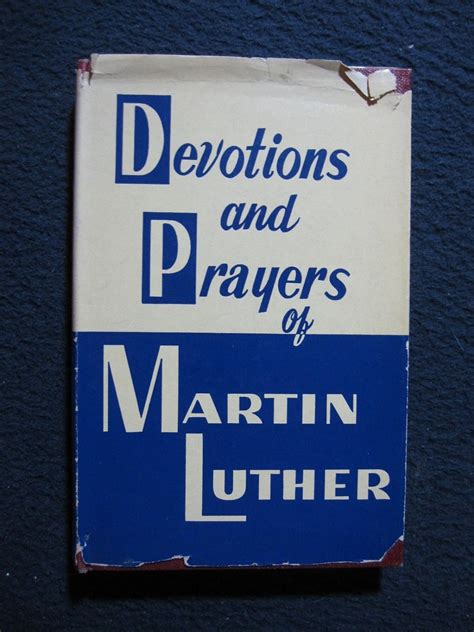 Devotions
and
Prayers
of
MARTIN
LUTHER